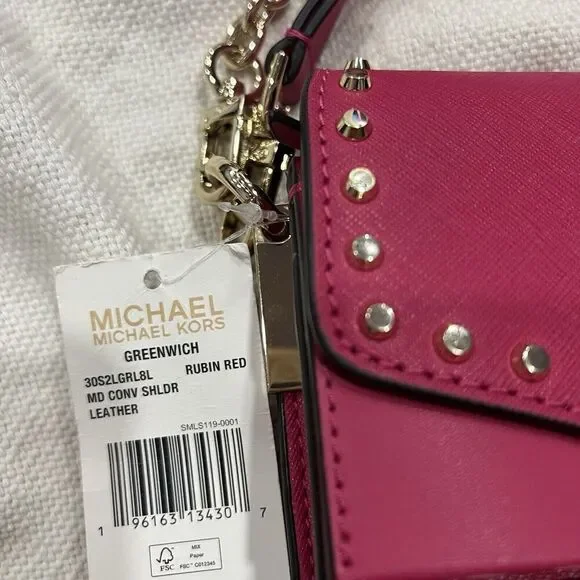 MICHAEL
MICHAEL KORS
GREENWICH
30S2LGRL8L RUBIN RED
MD CONV SHLDR
LEATHER
SMLS119-0001
1 96163 13430 7
FSC
MIX
Paper
FSC™ C012345